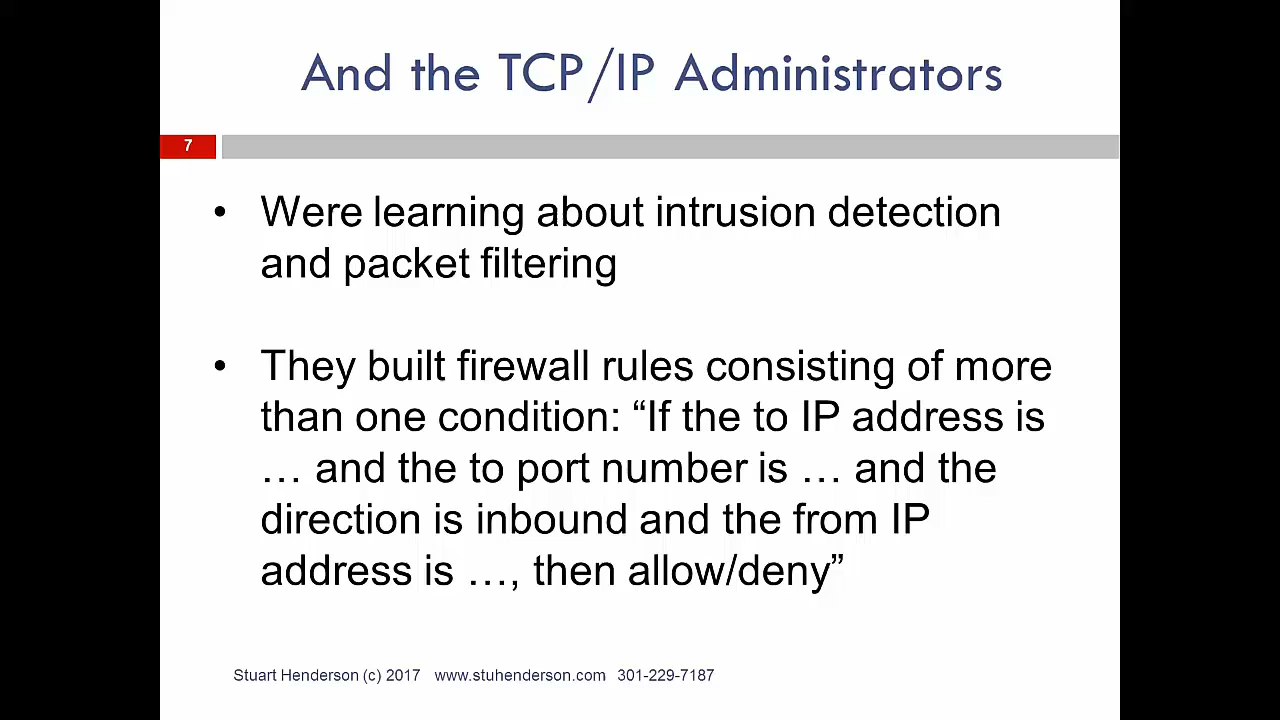 And the TCP/IP Administrators
7
• Were learning about intrusion detection
and packet filtering
• They built firewall rules consisting of more
than one condition: “If the to IP address is
… and the to port number is … and the
direction is inbound and the from IP
address is …, then allow/deny”
Stuart Henderson (c) 2017 www.stuhenderson.com 301-229-7187